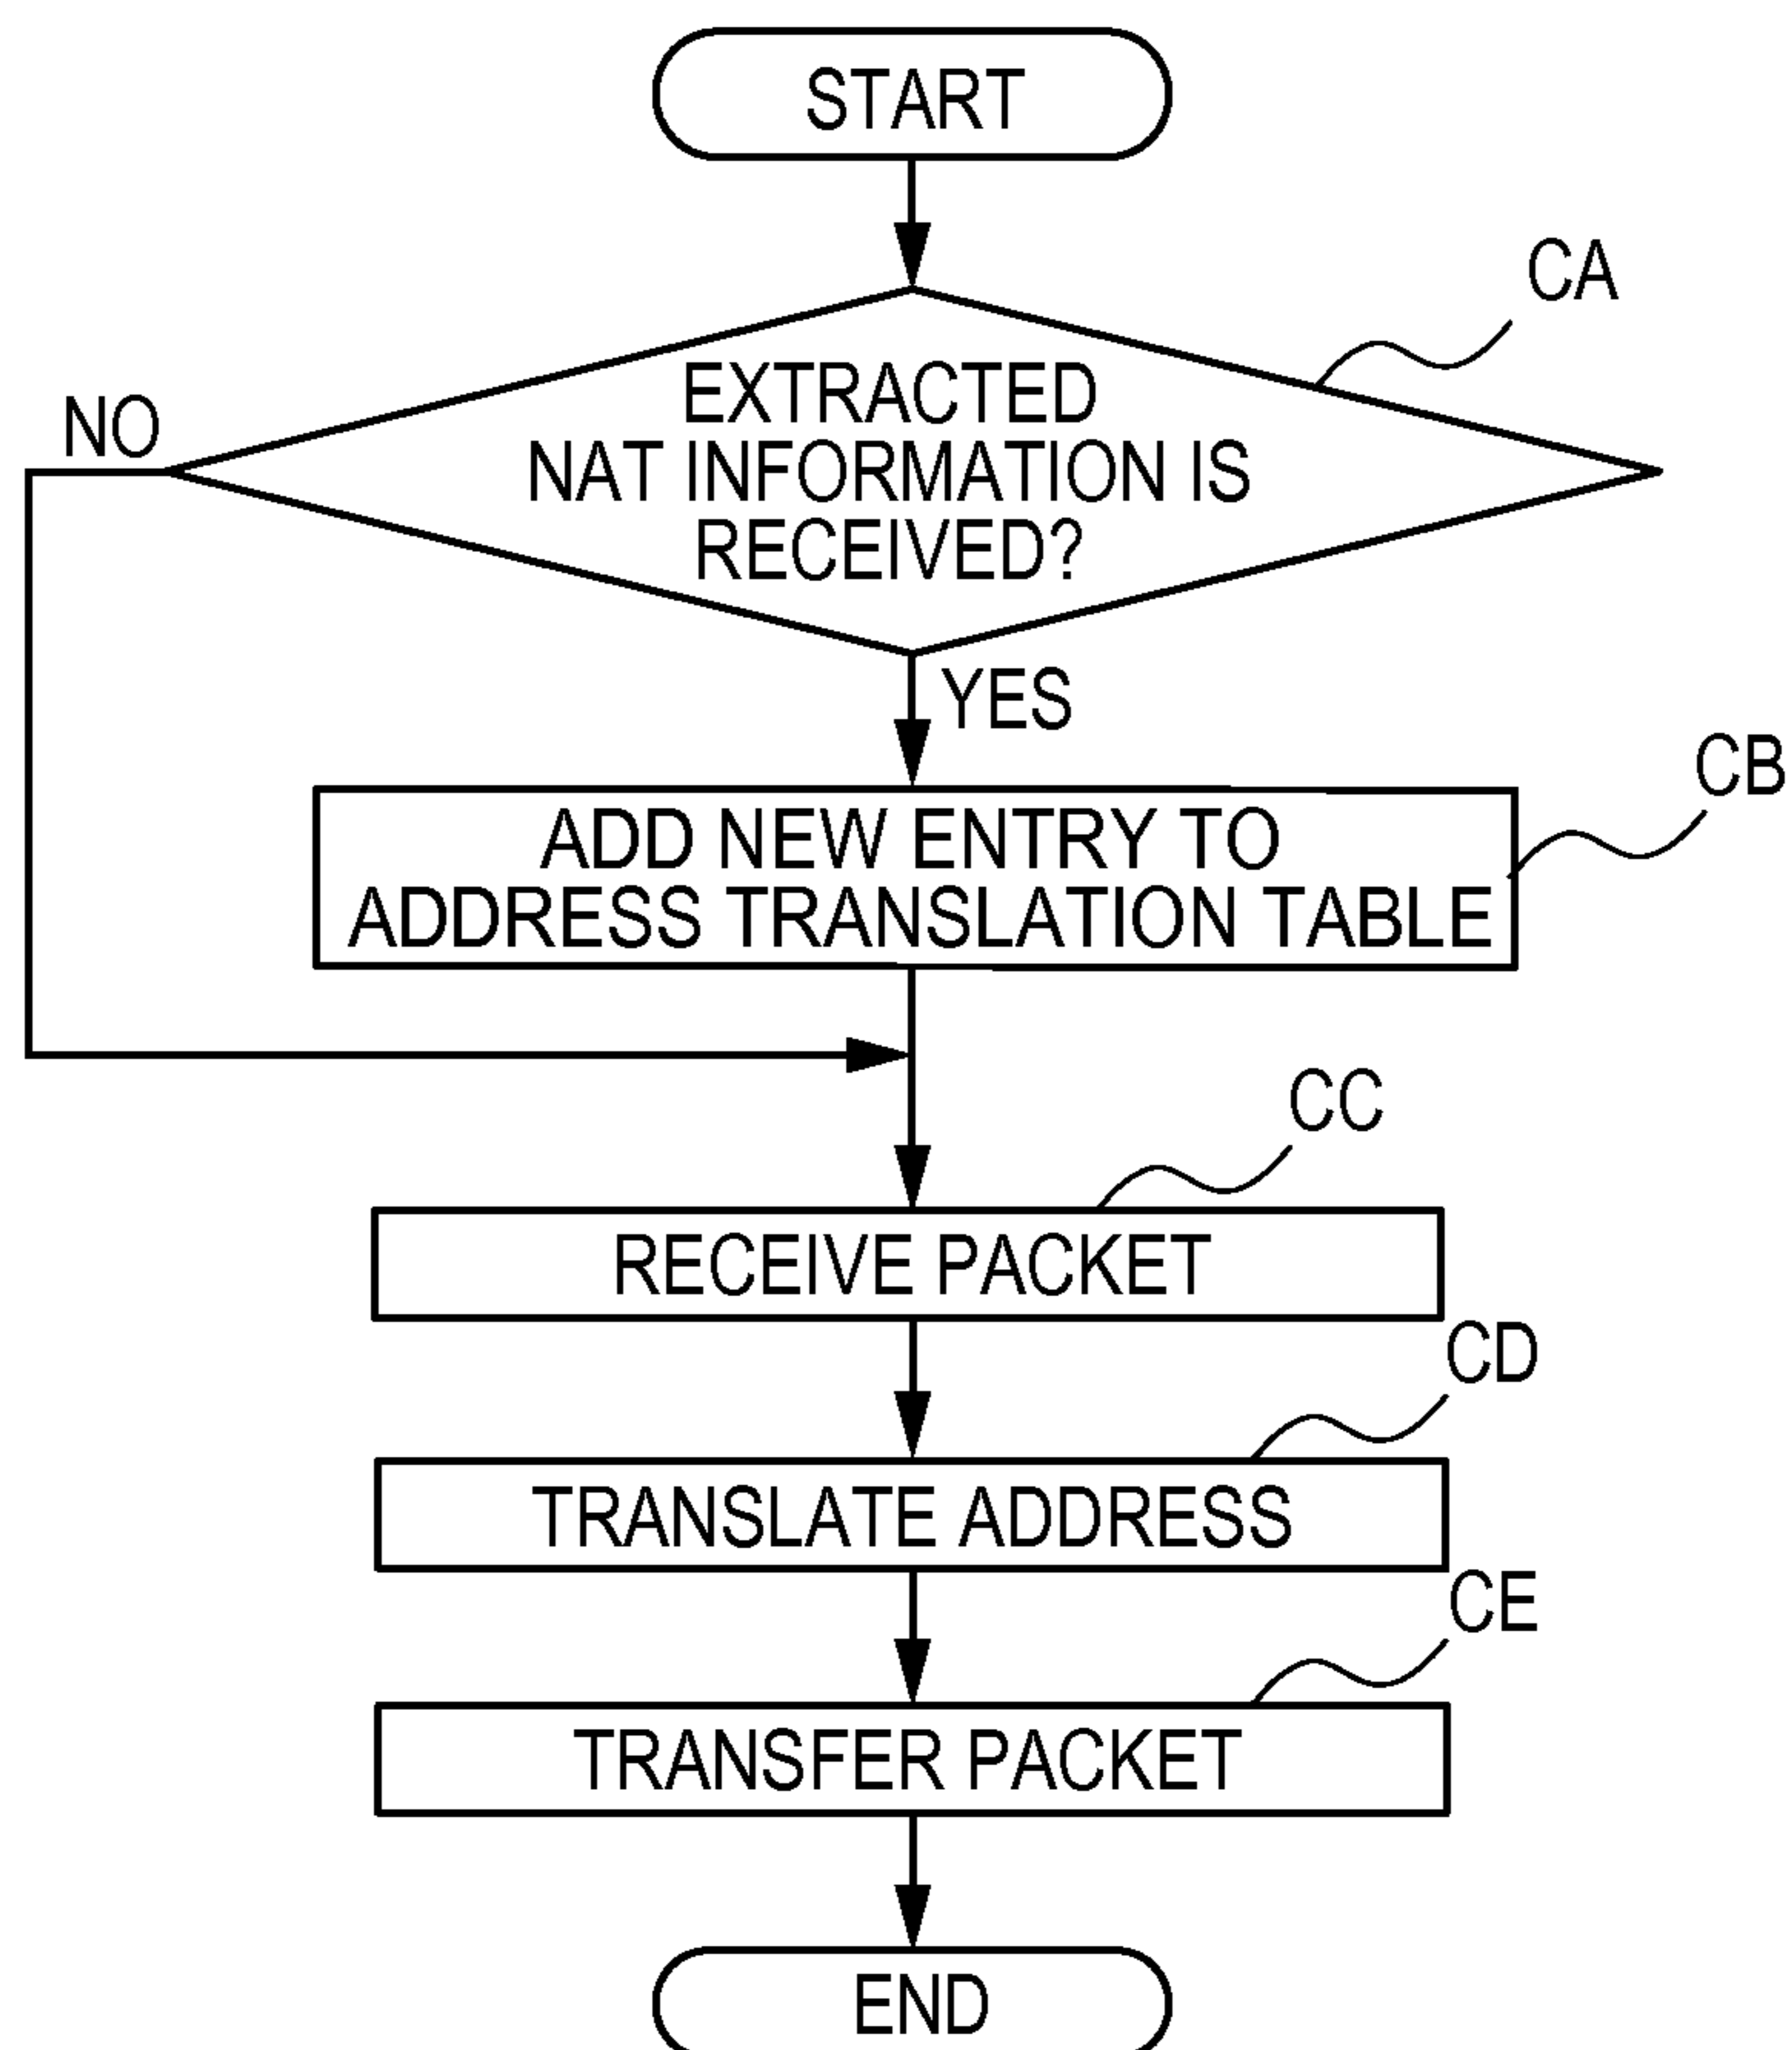 START
CA
EXTRACTED
NO
NAT INFORMATION IS
RECEIVED?
YES
CB
ADD NEW ENTRY TO
ADDRESS TRANSLATION TABLE
CC
RECEIVE PACKET
CD
TRANSLATE ADDRESS
CE
TRANSFER PACKET
END